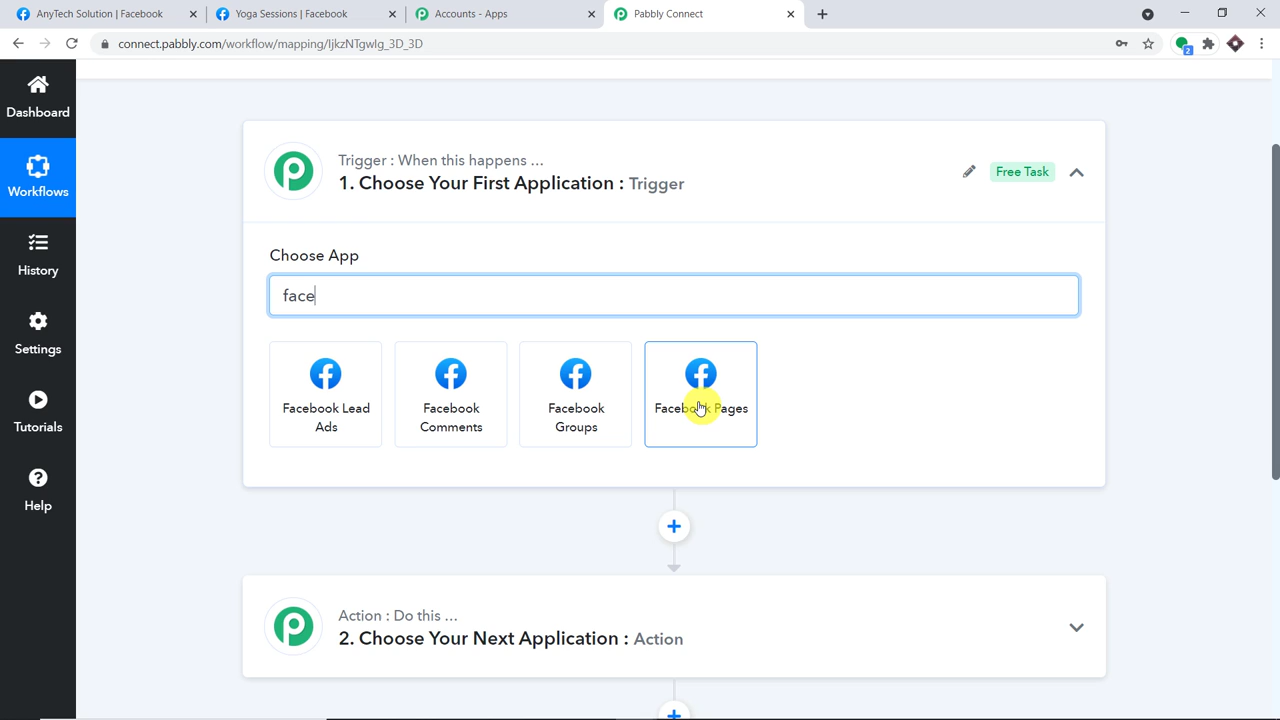 AnyTech Solution | Facebook
Yoga Sessions | Facebook
Accounts - Apps
Pabbly Connect
connect.pabbly.com/workflow/mapping/IjkzNTgwIg_3D_3D
2
Dashboard
Workflows
History
Settings
Tutorials
Help
Trigger : When this happens ...
1. Choose Your First Application : Trigger
Free Task
Choose App
face
Facebook Lead
Ads
Facebook
Comments
Facebook
Groups
Facebook Pages
Action : Do this ...
2. Choose Your Next Application : Action